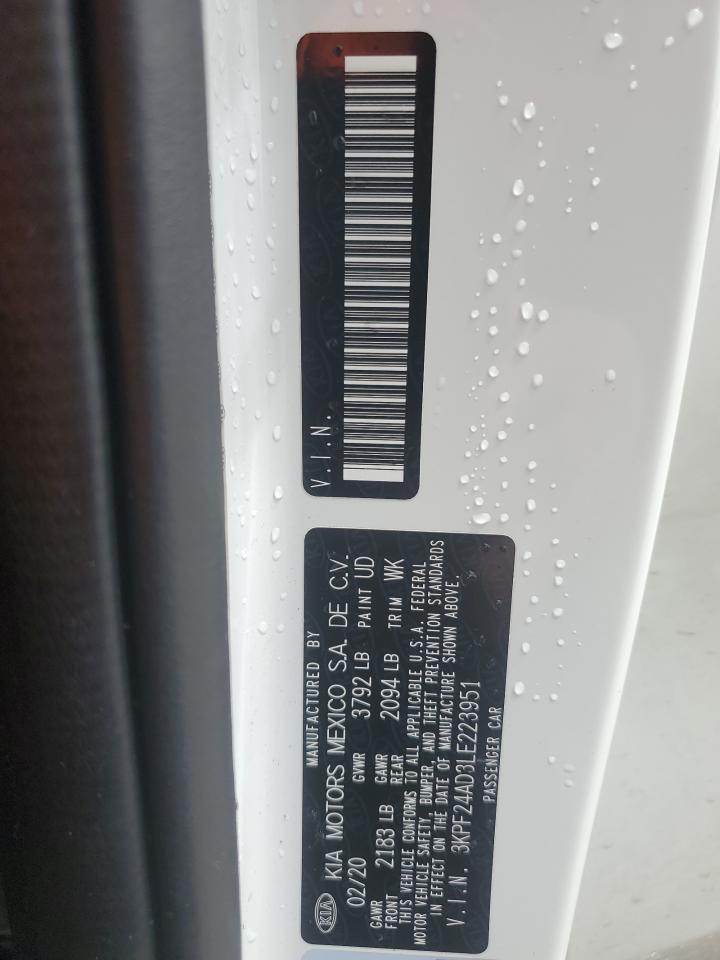 V.I.N.
MANUFACTURED BY
KIA KIA MOTORS MEXICO S.A. DE C.V.
02/20 GVWR 3792 LB PAINT UD
GAWR FRONT 2183 LB GAWR REAR 2094 LB TRIM WK
THIS VEHICLE CONFORMS TO ALL APPLICABLE U.S.A. FEDERAL
MOTOR VEHICLE SAFETY, BUMPER, AND THEFT PREVENTION STANDARDS
IN EFFECT ON THE DATE OF MANUFACTURE SHOWN ABOVE.
V.I.N. 3KPF24AD3LE223951
PASSENGER CAR